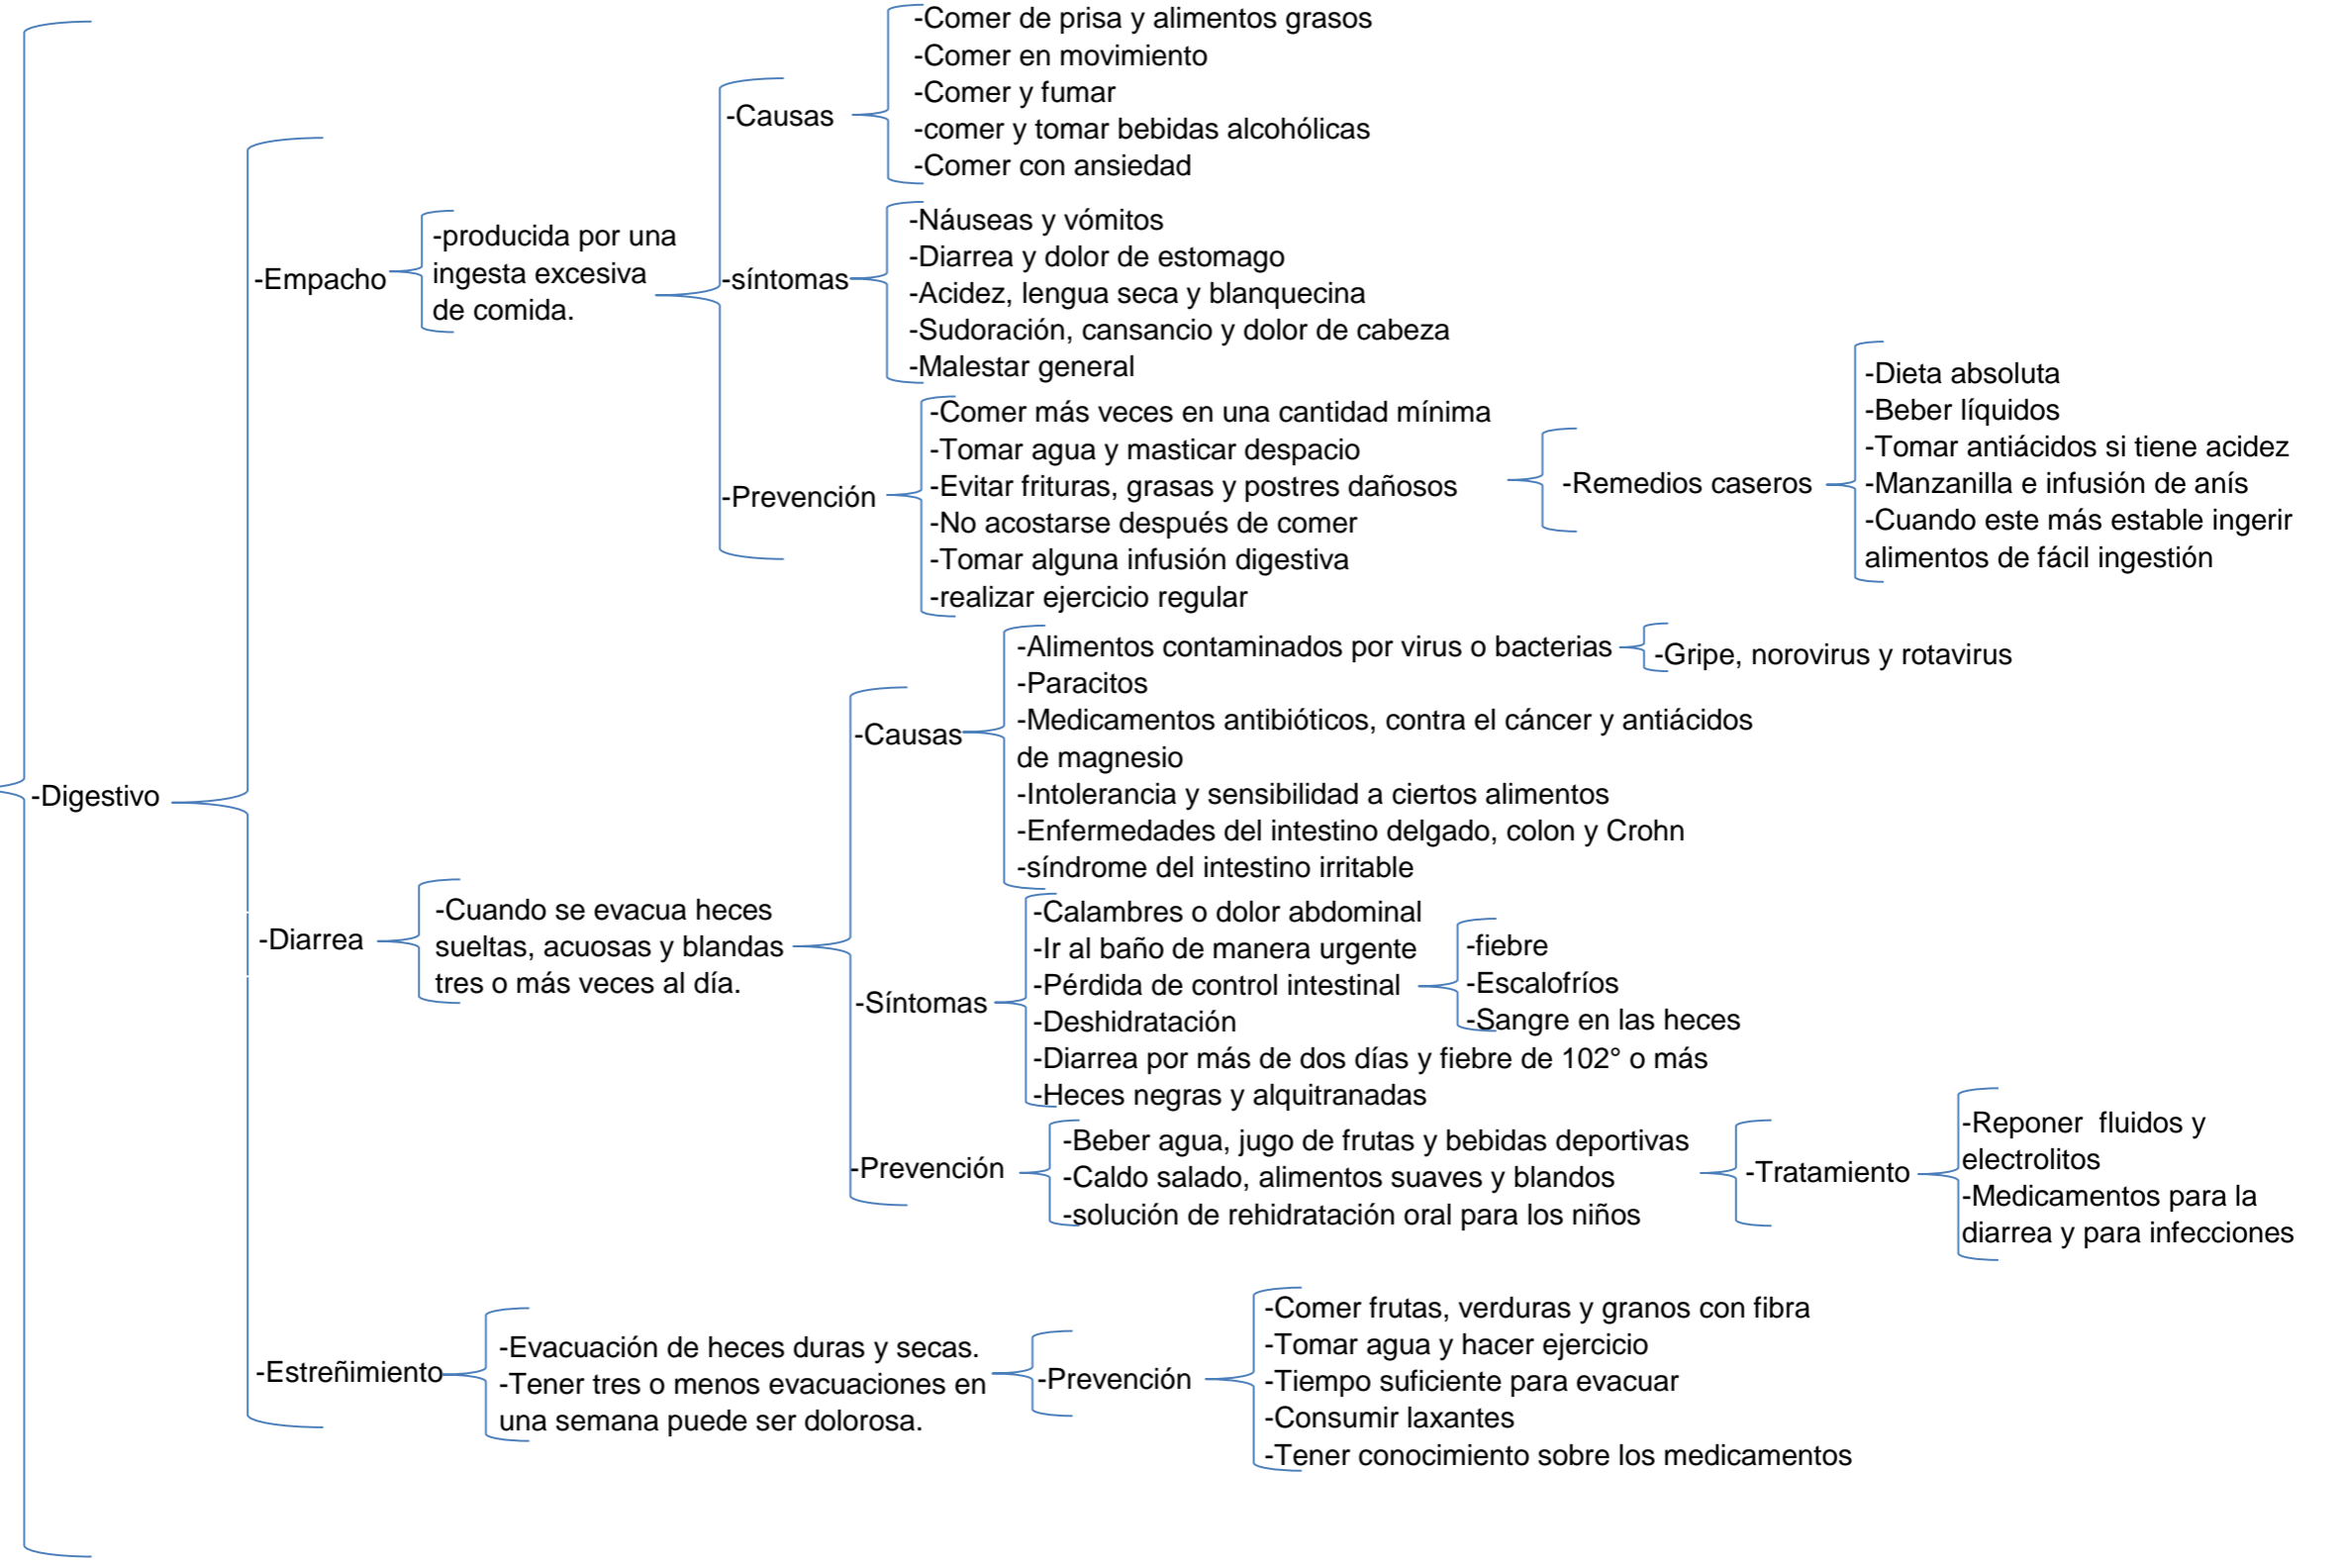 -Digestivo
-Empacho
-producida por una
ingesta excesiva
de comida.
-Causas
-Comer de prisa y alimentos grasos
-Comer en movimiento
-Comer y fumar
-comer y tomar bebidas alcohólicas
-Comer con ansiedad
-síntomas
-Náuseas y vómitos
-Diarrea y dolor de estomago
-Acidez, lengua seca y blanquecina
-Sudoración, cansancio y dolor de cabeza
-Malestar general
-Prevención
-Comer más veces en una cantidad mínima
-Tomar agua y masticar despacio
-Evitar frituras, grasas y postres dañosos
-No acostarse después de comer
-Tomar alguna infusión digestiva
-realizar ejercicio regular
-Remedios caseros
-Dieta absoluta
-Beber líquidos
-Tomar antiácidos si tiene acidez
-Manzanilla e infusión de anís
-Cuando este más estable ingerir
alimentos de fácil ingestión
-Diarrea
-Cuando se evacua heces
sueltas, acuosas y blandas
tres o más veces al día.
-Causas
-Alimentos contaminados por virus o bacterias
-Gripe, norovirus y rotavirus
-Paracitos
-Medicamentos antibióticos, contra el cáncer y antiácidos
de magnesio
-Intolerancia y sensibilidad a ciertos alimentos
-Enfermedades del intestino delgado, colon y Crohn
-síndrome del intestino irritable
-Síntomas
-Calambres o dolor abdominal
-Ir al baño de manera urgente
-Pérdida de control intestinal
-Deshidratación
-Diarrea por más de dos días y fiebre de 102° o más
-Heces negras y alquitranadas
-fiebre
-Escalofríos
-Sangre en las heces
-Prevención
-Beber agua, jugo de frutas y bebidas deportivas
-Caldo salado, alimentos suaves y blandos
-solución de rehidratación oral para los niños
-Tratamiento
-Reponer  fluidos y
electrolitos
-Medicamentos para la
diarrea y para infecciones
-Estreñimiento
-Evacuación de heces duras y secas.
-Tener tres o menos evacuaciones en
una semana puede ser dolorosa.
-Prevención
-Comer frutas, verduras y granos con fibra
-Tomar agua y hacer ejercicio
-Tiempo suficiente para evacuar
-Consumir laxantes
-Tener conocimiento sobre los medicamentos